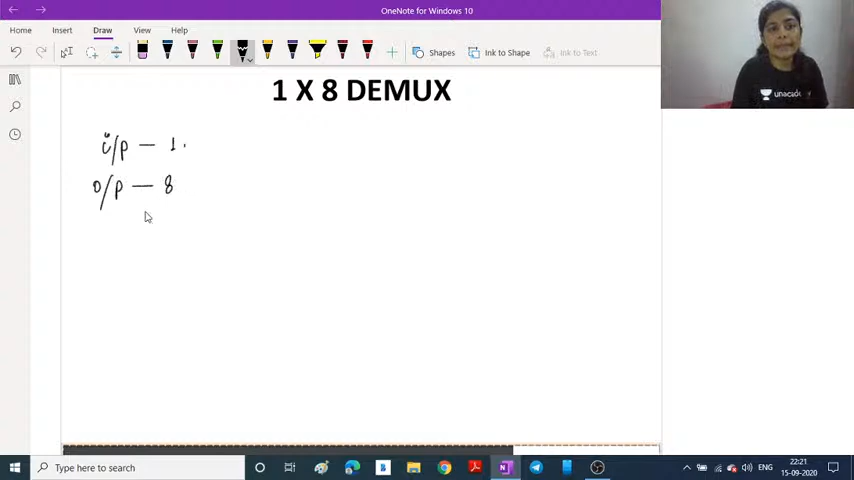 OneNote for Windows 10
Home Insert Draw View Help
Shapes Ink to Shape Ink to Text
unacademy
1 X 8 DEMUX
i/p — 1.
o/p — 8
Type here to search
B
ENG
22:21
15-09-2020